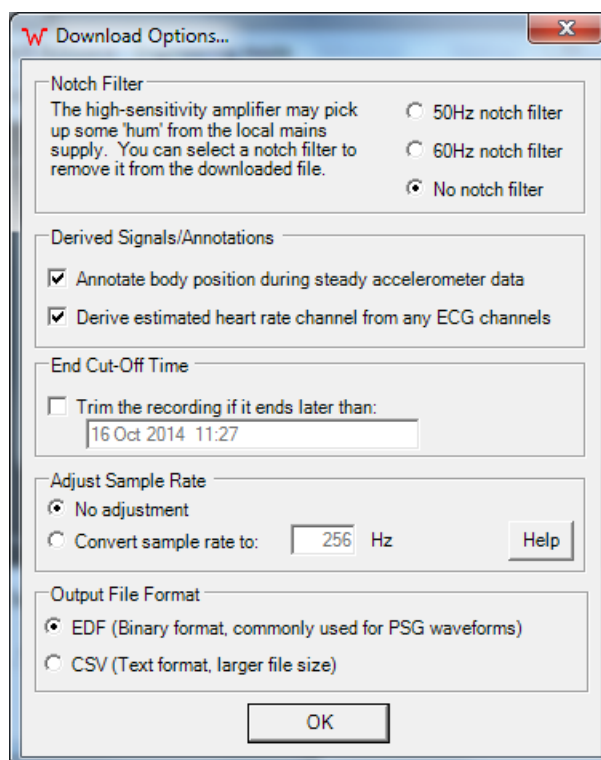 Download Options...
Notch Filter
The high-sensitivity amplifier may pick
up some 'hum' from the local mains
supply. You can select a notch filter to
remove it from the downloaded file.
50Hz notch filter
60Hz notch filter
No notch filter
Derived Signals/Annotations
Annotate body position during steady accelerometer data
Derive estimated heart rate channel from any ECG channels
End Cut-Off Time
Trim the recording if it ends later than:
16 Oct 2014 11:27
Adjust Sample Rate
No adjustment
Convert sample rate to: 256 Hz Help
Output File Format
EDF (Binary format, commonly used for PSG waveforms)
CSV (Text format, larger file size)
OK